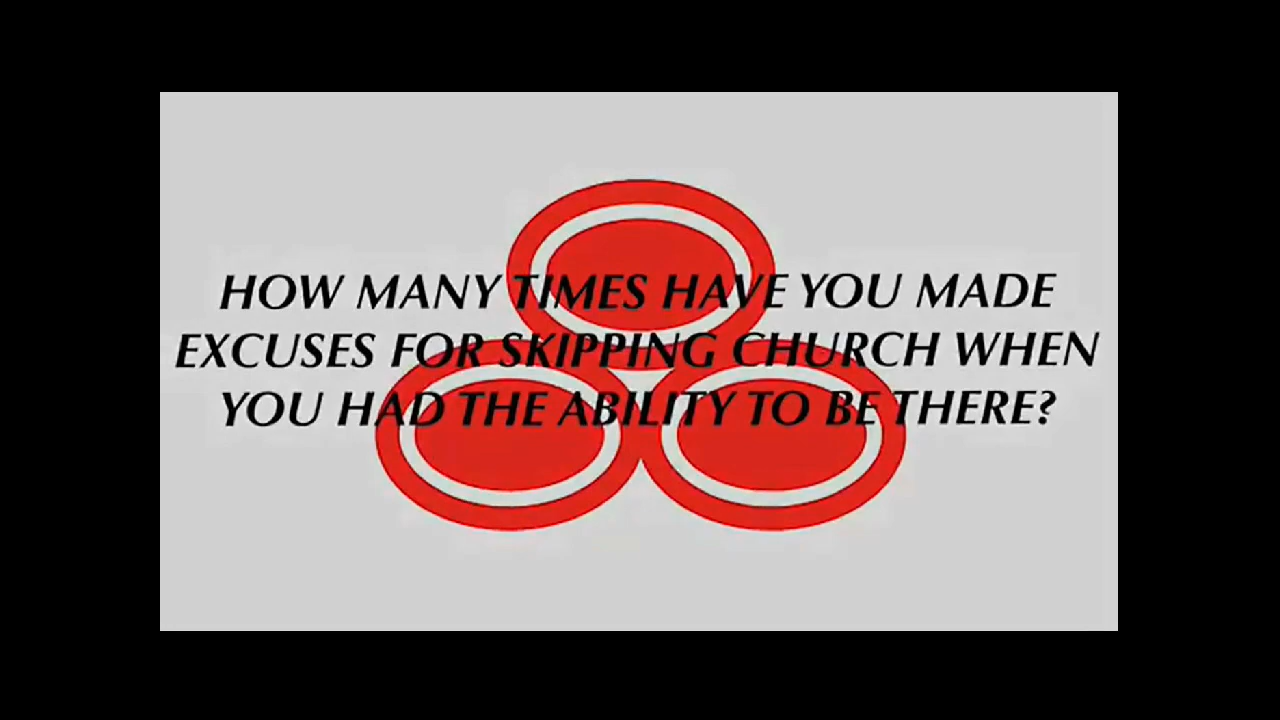 HOW MANY TIMES HAVE YOU MADE
EXCUSES FOR SKIPPING CHURCH WHEN
YOU HAD THE ABILITY TO BE THERE?